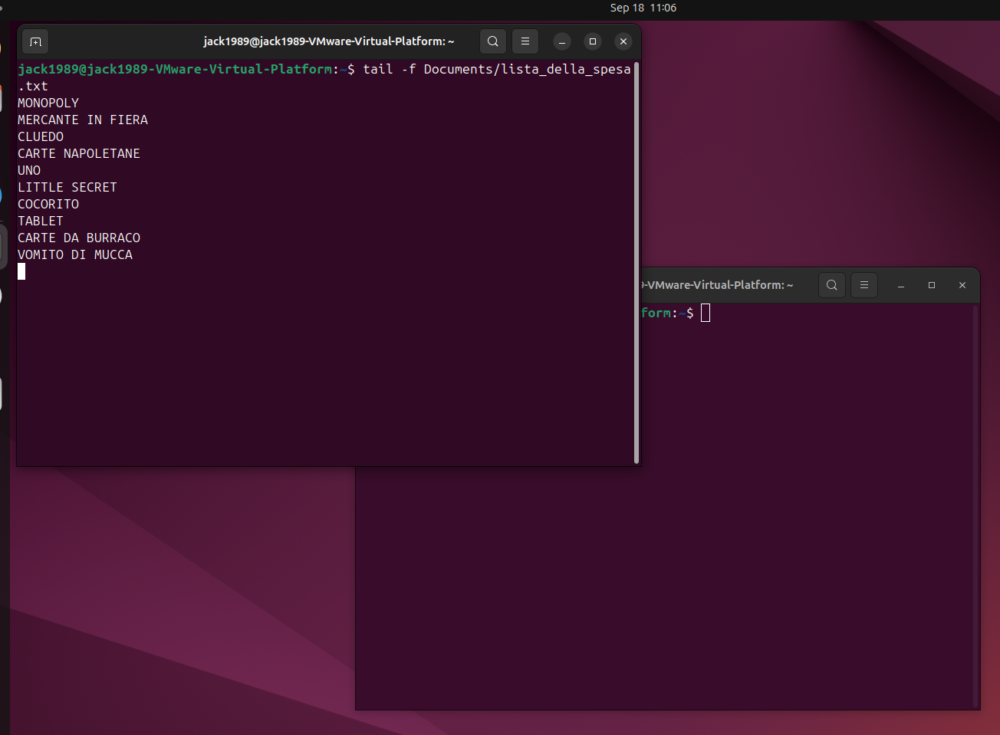 Sep 18 11:06
jack1989@jack1989-VMware-Virtual-Platform: ~
jack1989@jack1989-VMware-Virtual-Platform:~$ tail -f Documents/lista_della_spesa
.txt
MONOPOLY
MERCANTE IN FIERA
CLUEDO
CARTE NAPOLETANE
UNO
LITTLE SECRET
COCORITO
TABLET
CARTE DA BURRACO
VOMITO DI MUCCA
9-VMware-Virtual-Platform: ~
form:~$